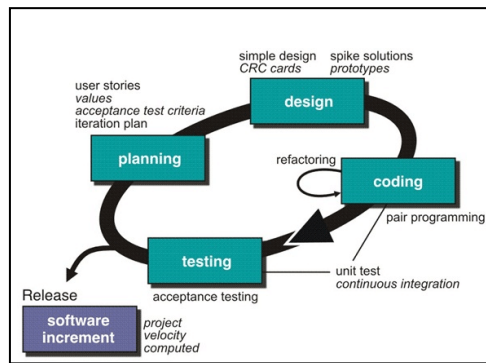 simple design
CRC cards
spike solutions
prototypes
design
user stories
values
acceptance test criteria
iteration plan
planning
refactoring
coding
pair programming
testing
unit test
continuous integration
acceptance testing
Release
software
increment
project
velocity
computed